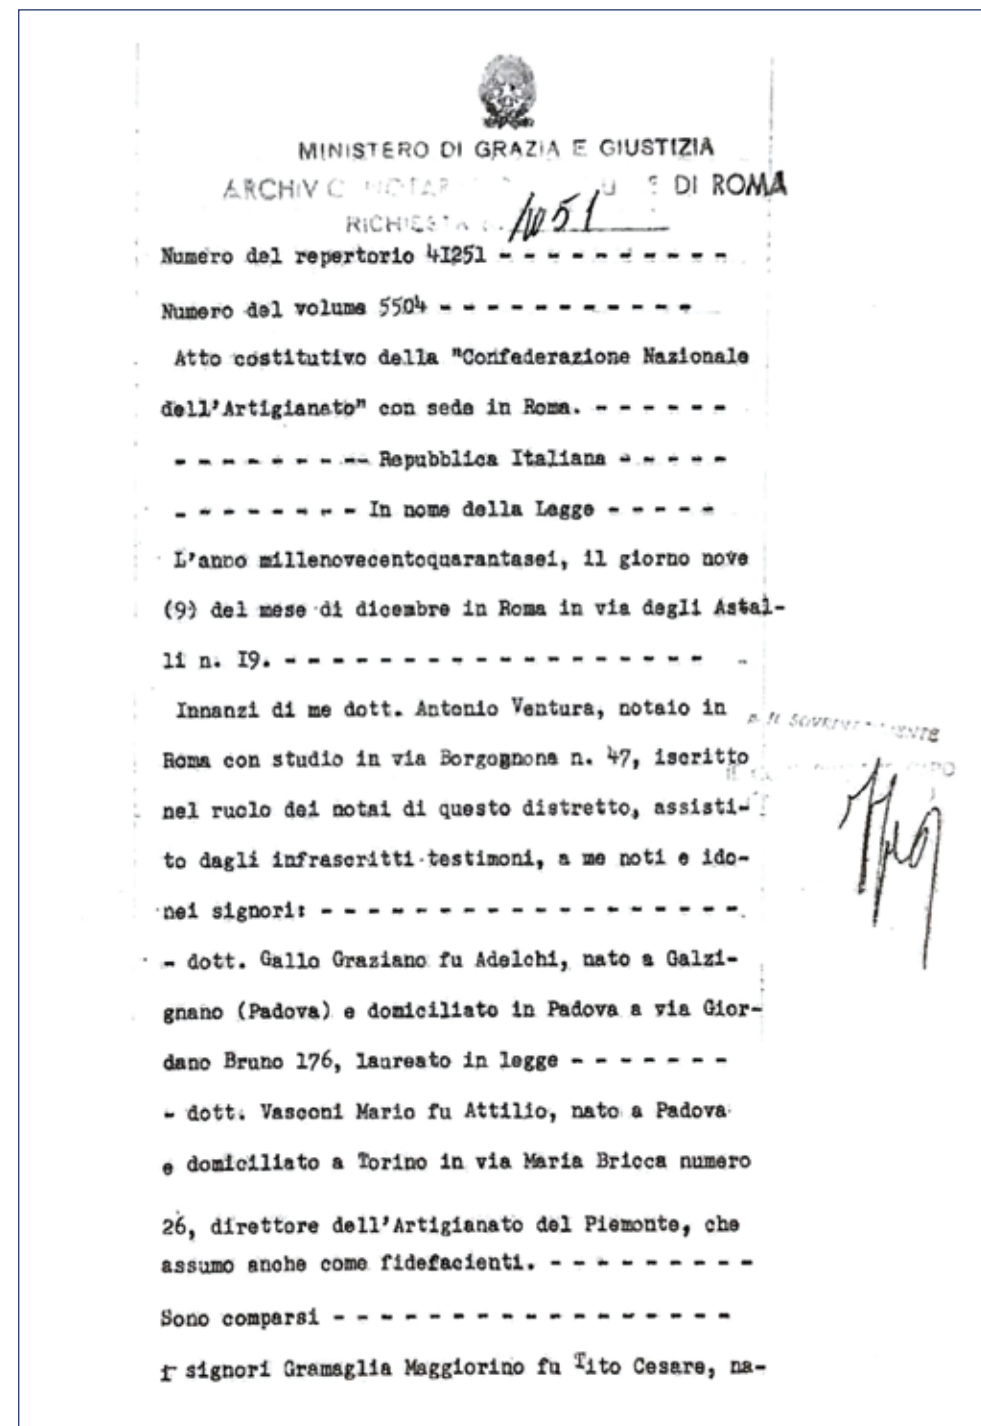 MINISTERO DI GRAZIA E GIUSTIZIA
DI ROMA
RICHIESTA
Numero del repertorio 4I251 - - - - - - - - - -
Numero del volume 5504 - - - - - - - - - - -
Atto costitutivo della "Confederazione Nazionale
dell'Artigianato" con sede in Roma. - - - - - -
- - - - - - - - - Repubblica Italiana - - - - -
- - - - - - - - In nome della Legge - - - - -
L'anno millenovecentoquarantasei, il giorno nove
(9) del mese di dicembre in Roma in via degli Astal-
li n. I9. - - - - - - - - - - - - - - - - - -
Innanzi di me dott. Antonio Ventura, notaio in
Roma con studio in via Borgognona n. 47, iscritto
nel ruolo dei notai di questo distretto, assisti-
to dagli infrascritti testimoni, a me noti e ido-
nei signori: - - - - - - - - - - - - - - - - - -
- dott. Gallo Graziano fu Adelchi, nato a Galzi-
gnano (Padova) e domiciliato in Padova a via Gior-
dano Bruno 176, laureato in legge - - - - - - -
- dott. Vasconi Mario fu Attilio, nato a Padova
e domiciliato a Torino in via Maria Bricca numero
26, direttore dell'Artigianato del Piemonte, che
assumo anche come fidefacienti. - - - - - - - - -
Sono comparsi - - - - - - - - - - - - - - - - -
signori Gramaglia Maggiorino fu Tito Cesare, na-